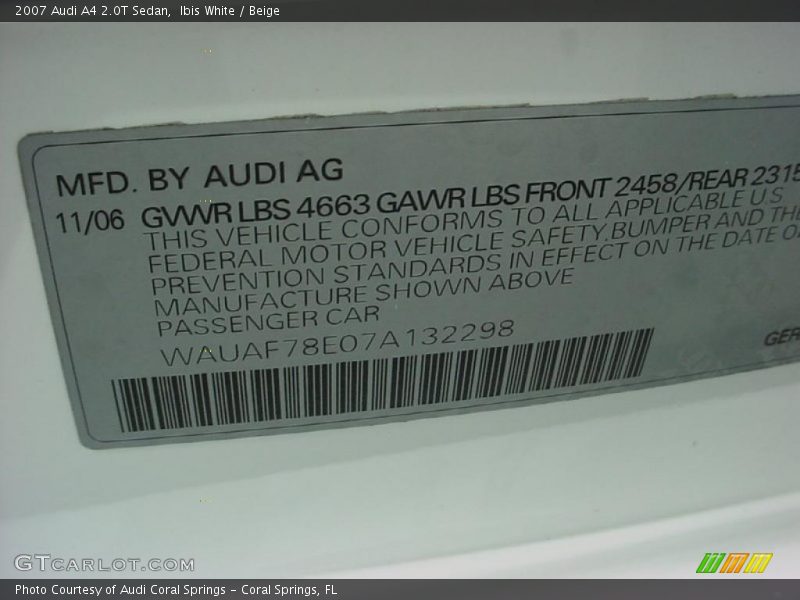 2007 Audi A4 2.0T Sedan,  Ibis White / Beige
MFD. BY AUDI AG
11/06 GVWR LBS 4663 GAWR LBS FRONT 2458/REAR 2315
THIS VEHICLE CONFORMS TO ALL APPLICABLE U.S
FEDERAL MOTOR VEHICLE SAFETY,BUMPER AND
PREVENTION STANDARDS IN EFFECT ON THE DATE
MANUFACTURE SHOWN ABOVE
PASSENGER CAR
WAUAF78E07A132298
GTCARLOT.COM
Photo Courtesy of Audi Coral Springs – Coral Springs, FL